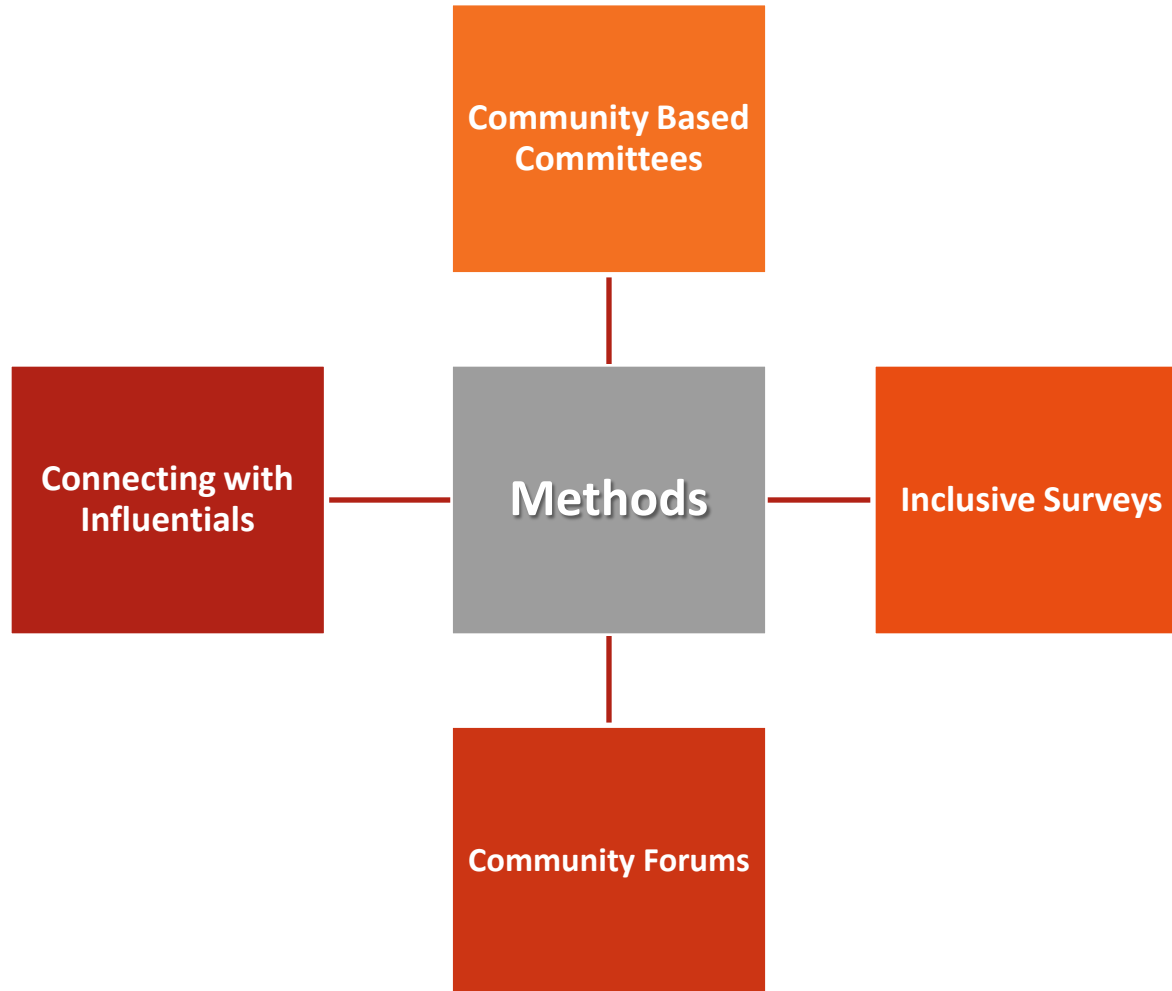 Community Based
Committees
Connecting with
Influentials
Methods
Inclusive Surveys
Community Forums